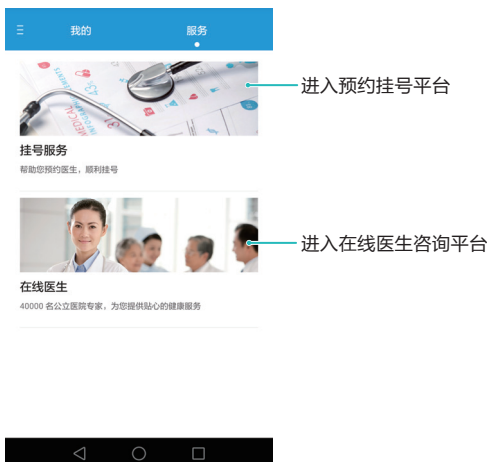 我的
服务
进入预约挂号平台
挂号服务
帮助您预约医生，顺利挂号
进入在线医生咨询平台
在线医生
40000 名公立医院专家，为您提供贴心的健康服务
43%
MEDICAL
INFOGRAPHIC